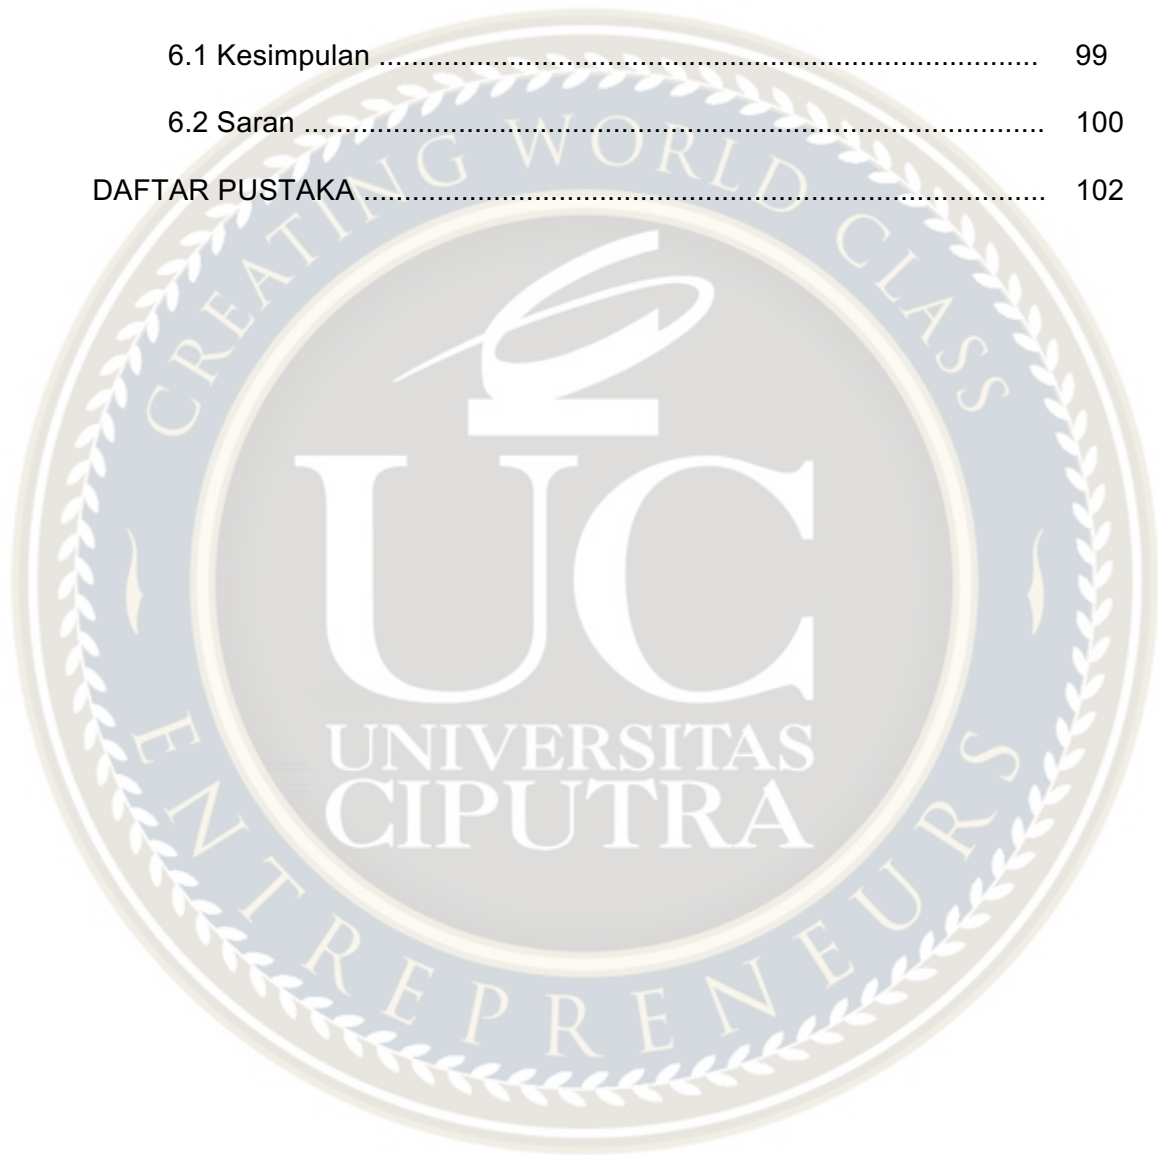 6.1 Kesimpulan ................................................................................. 99
6.2 Saran .......................................................................................... 100
DAFTAR PUSTAKA ................................................................................... 102
CREATING WORLD CLASS
UC
UNIVERSITAS
CIPUTRA
ENTREPRENEURS